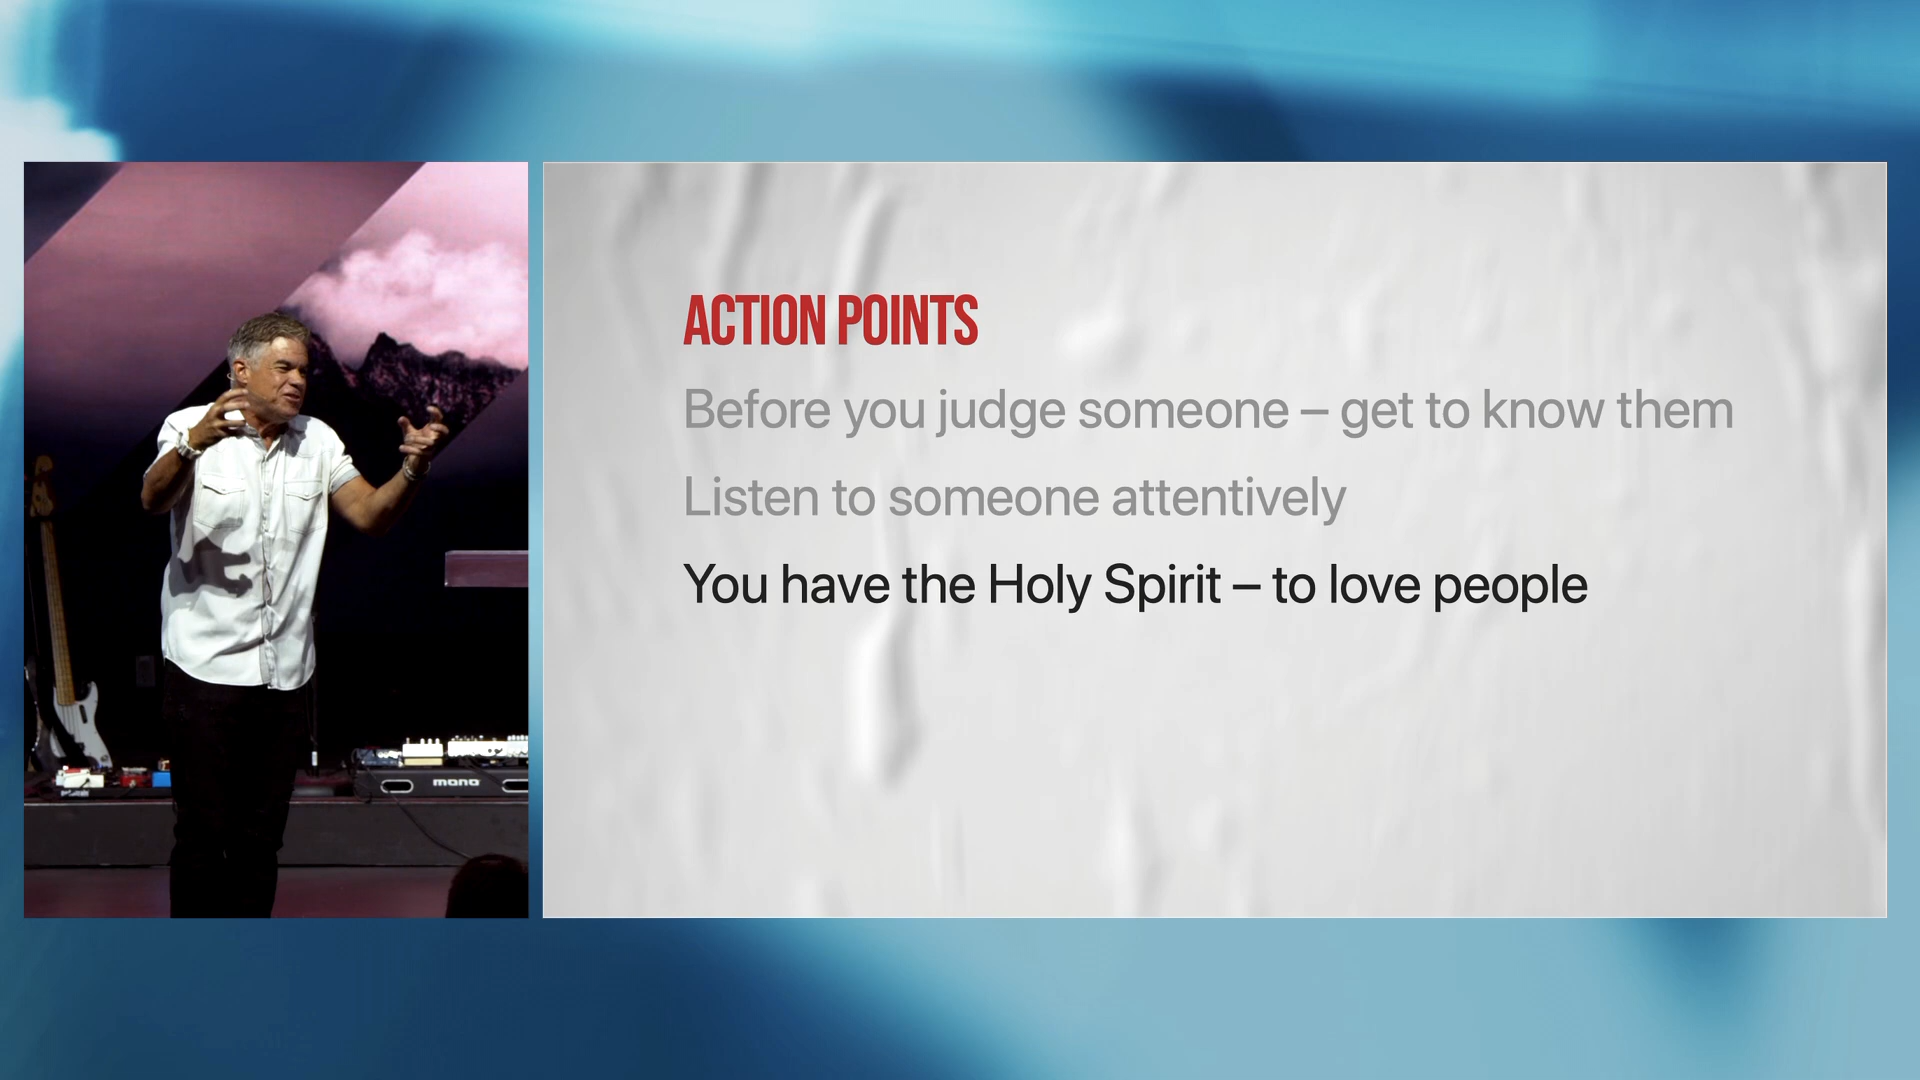 ACTION POINTS
Before you judge someone – get to know them
Listen to someone attentively
You have the Holy Spirit – to love people
mono